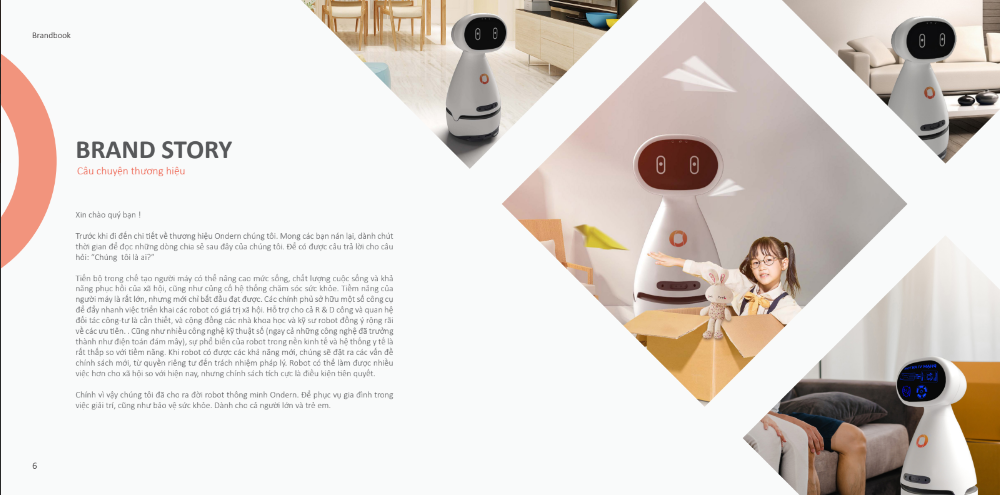 Brandbook
BRAND STORY
Câu chuyện thương hiệu
Xin chào quý bạn !
Trước khi đi đến chi tiết về thương hiệu Ondern chúng tôi. Mong các bạn nán lại, dành chút
thời gian để đọc những dòng chia sẻ sau đây của chúng tôi. Để có được câu trả lời cho câu
hỏi: “Chúng tôi là ai?”
Tiến bộ trong chế tạo người máy có thể nâng cao mức sống, chất lượng cuộc sống và khả
năng phục hồi của xã hội, cũng như củng cố hệ thống chăm sóc sức khỏe. Tiềm năng của
người máy là rất lớn, nhưng mới chỉ bắt đầu đạt được. Các chính phủ sở hữu một số công cụ
để đẩy nhanh việc triển khai các robot có giá trị xã hội. Hỗ trợ cho cả R & D công và quan hệ
đối tác công-tư là cần thiết, và cộng đồng các nhà khoa học và kỹ sư robot đồng ý rộng rãi
về các ưu tiên. . Cũng như nhiều công nghệ kỹ thuật số (ngay cả những công nghệ đã trưởng
thành như điện toán đám mây), sự phổ biến của robot trong nền kinh tế và hệ thống y tế là
rất thấp so với tiềm năng. Khi robot có được các khả năng mới, chúng sẽ đặt ra các vấn đề
chính sách mới, từ quyền riêng tư đến trách nhiệm pháp lý. Robot có thể làm được nhiều
việc hơn cho xã hội so với hiện nay, nhưng chính sách tích cực là điều kiện tiên quyết.
Chính vì vậy chúng tôi đã cho ra đời robot thông minh Ondern. Để phục vụ gia đình trong
việc giải trí, cũng như bảo vệ sức khỏe. Dành cho cả người lớn và trẻ em.
6